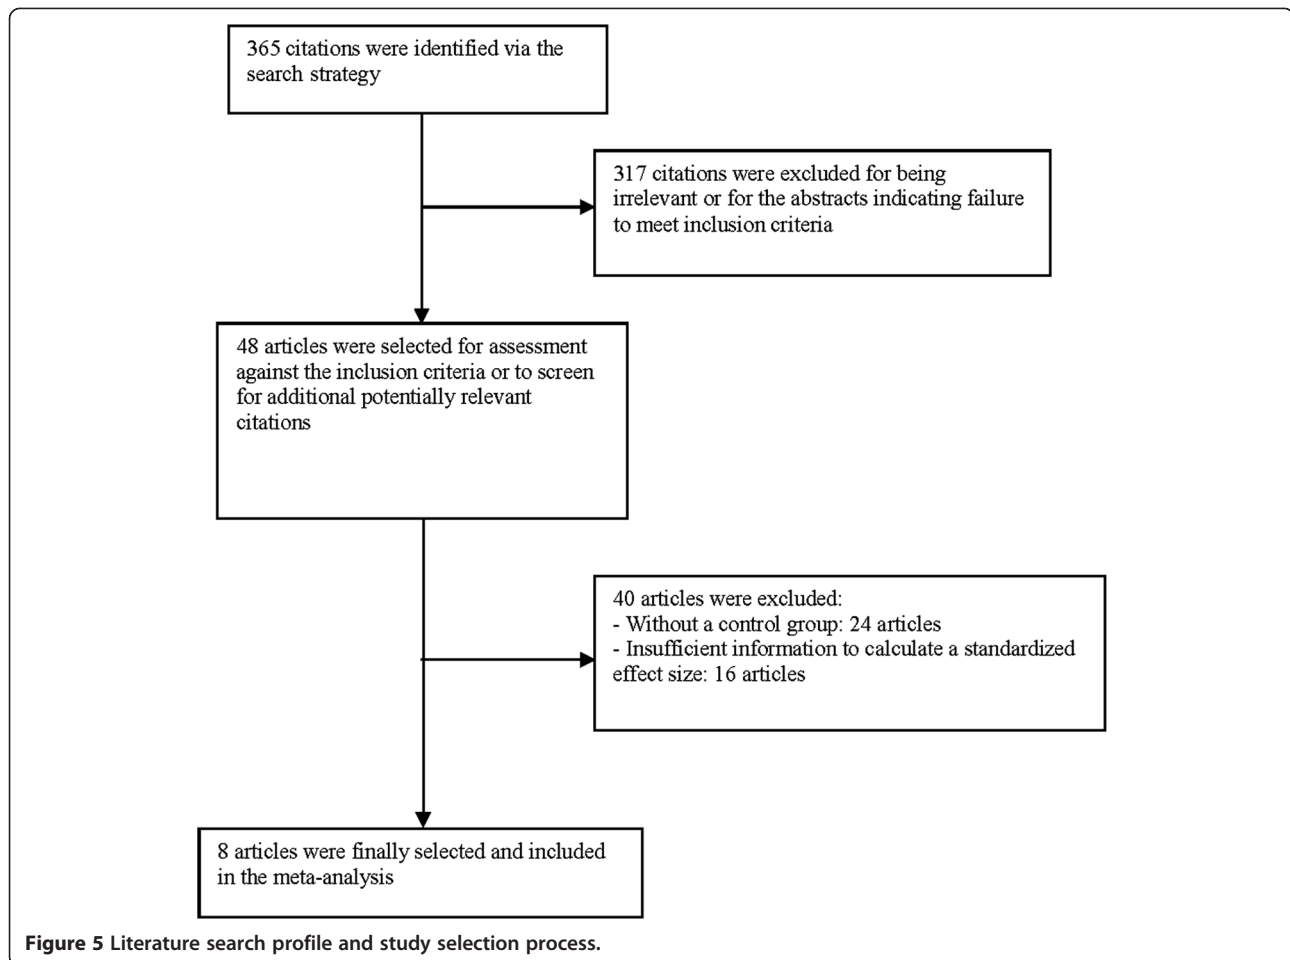 365 citations were identified via the
search strategy
317 citations were excluded for being
irrelevant or for the abstracts indicating failure
to meet inclusion criteria
48 articles were selected for assessment
against the inclusion criteria or to screen
for additional potentially relevant
citations
40 articles were excluded:
- Without a control group: 24 articles
- Insufficient information to calculate a standardized
effect size: 16 articles
8 articles were finally selected and included
in the meta-analysis
Figure 5 Literature search profile and study selection process.